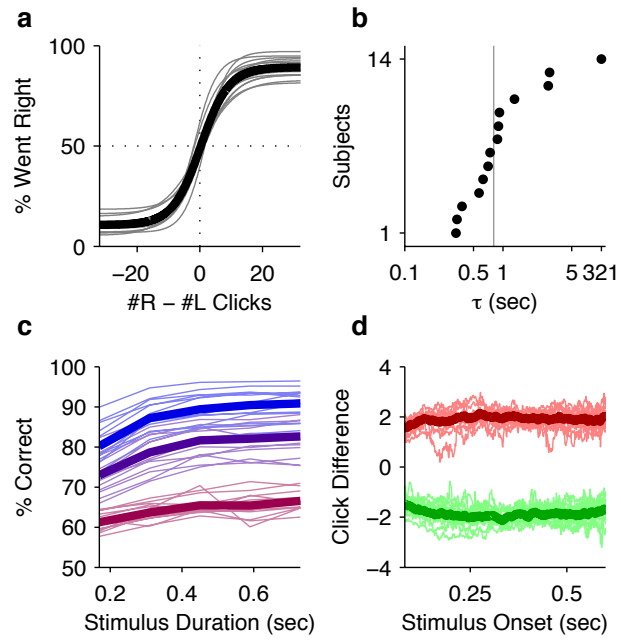 a
100
50
0
% Went Right
−20
0
20
#R − #L Clicks
b
14
1
Subjects
0.1
0.5
1
5
321
τ (sec)
c
100
90
80
70
60
50
% Correct
0.2
0.4
0.6
Stimulus Duration (sec)
d
4
2
0
−2
−4
Click Difference
0.25
0.5
Stimulus Onset (sec)